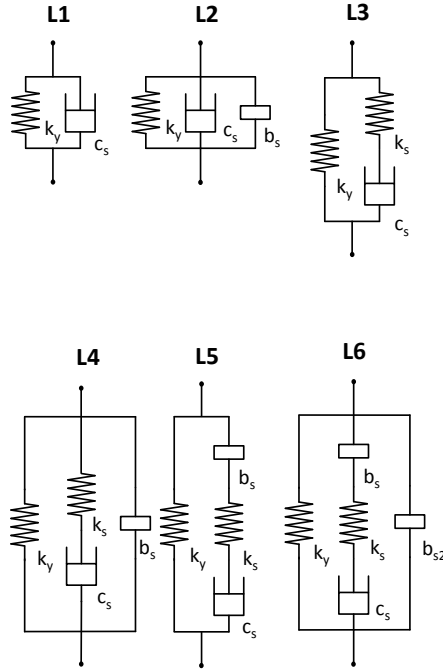 L1 L2 L3
k_y c_s
k_y c_s b_s
k_y k_s c_s
L4 L5 L6
k_y k_s c_s b_s
k_y b_s k_s c_s
k_y b_s k_s c_s b_s2